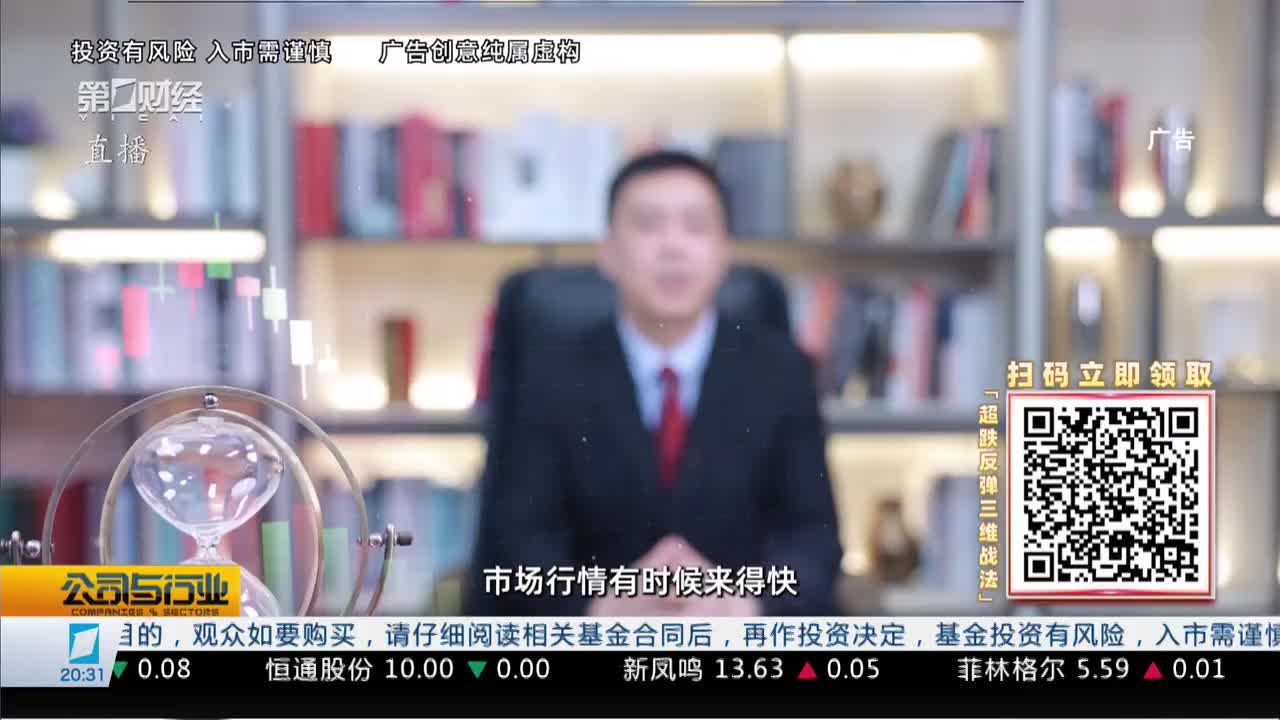 投资有风险 入市需谨慎 广告创意纯属虚构
第一财经
YICAI
直播
广告
扫码立即领取
「超跌反弹三维战法」
市场行情有时候来得快
公司与行业
COMPANIES & SECTORS
目的，观众如要购买，请仔细阅读相关基金合同后，再作投资决定，基金投资有风险，入市需谨慎
20:31 ▼ 0.08 恒通股份 10.00 ▼ 0.00 新凤鸣 13.63 ▲ 0.05 菲林格尔 5.59 ▲ 0.01